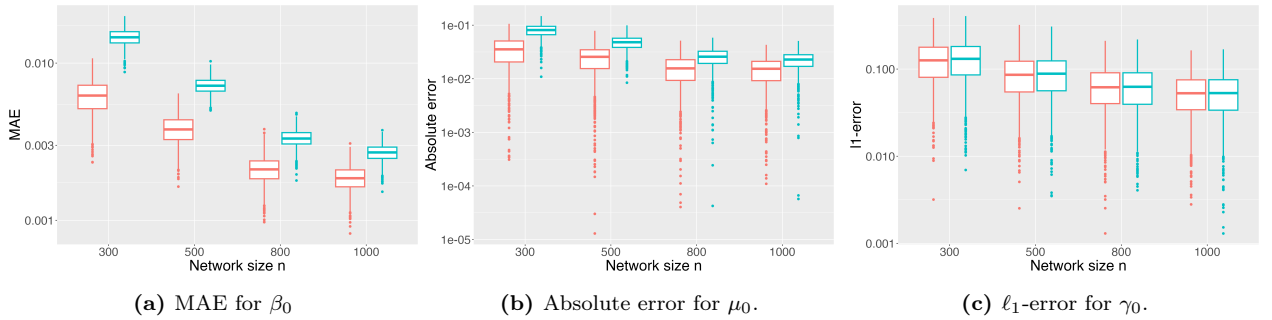 MAE
0.010
0.003
0.001
300
500
800
1000
Network size n
(a) MAE for β₀
Absolute error
1e-01
1e-02
1e-03
1e-04
1e-05
300
500
800
1000
Network size n
(b) Absolute error for μ₀.
l1-error
0.100
0.010
0.001
300
500
800
1000
Network size n
(c) ℓ₁-error for γ₀.